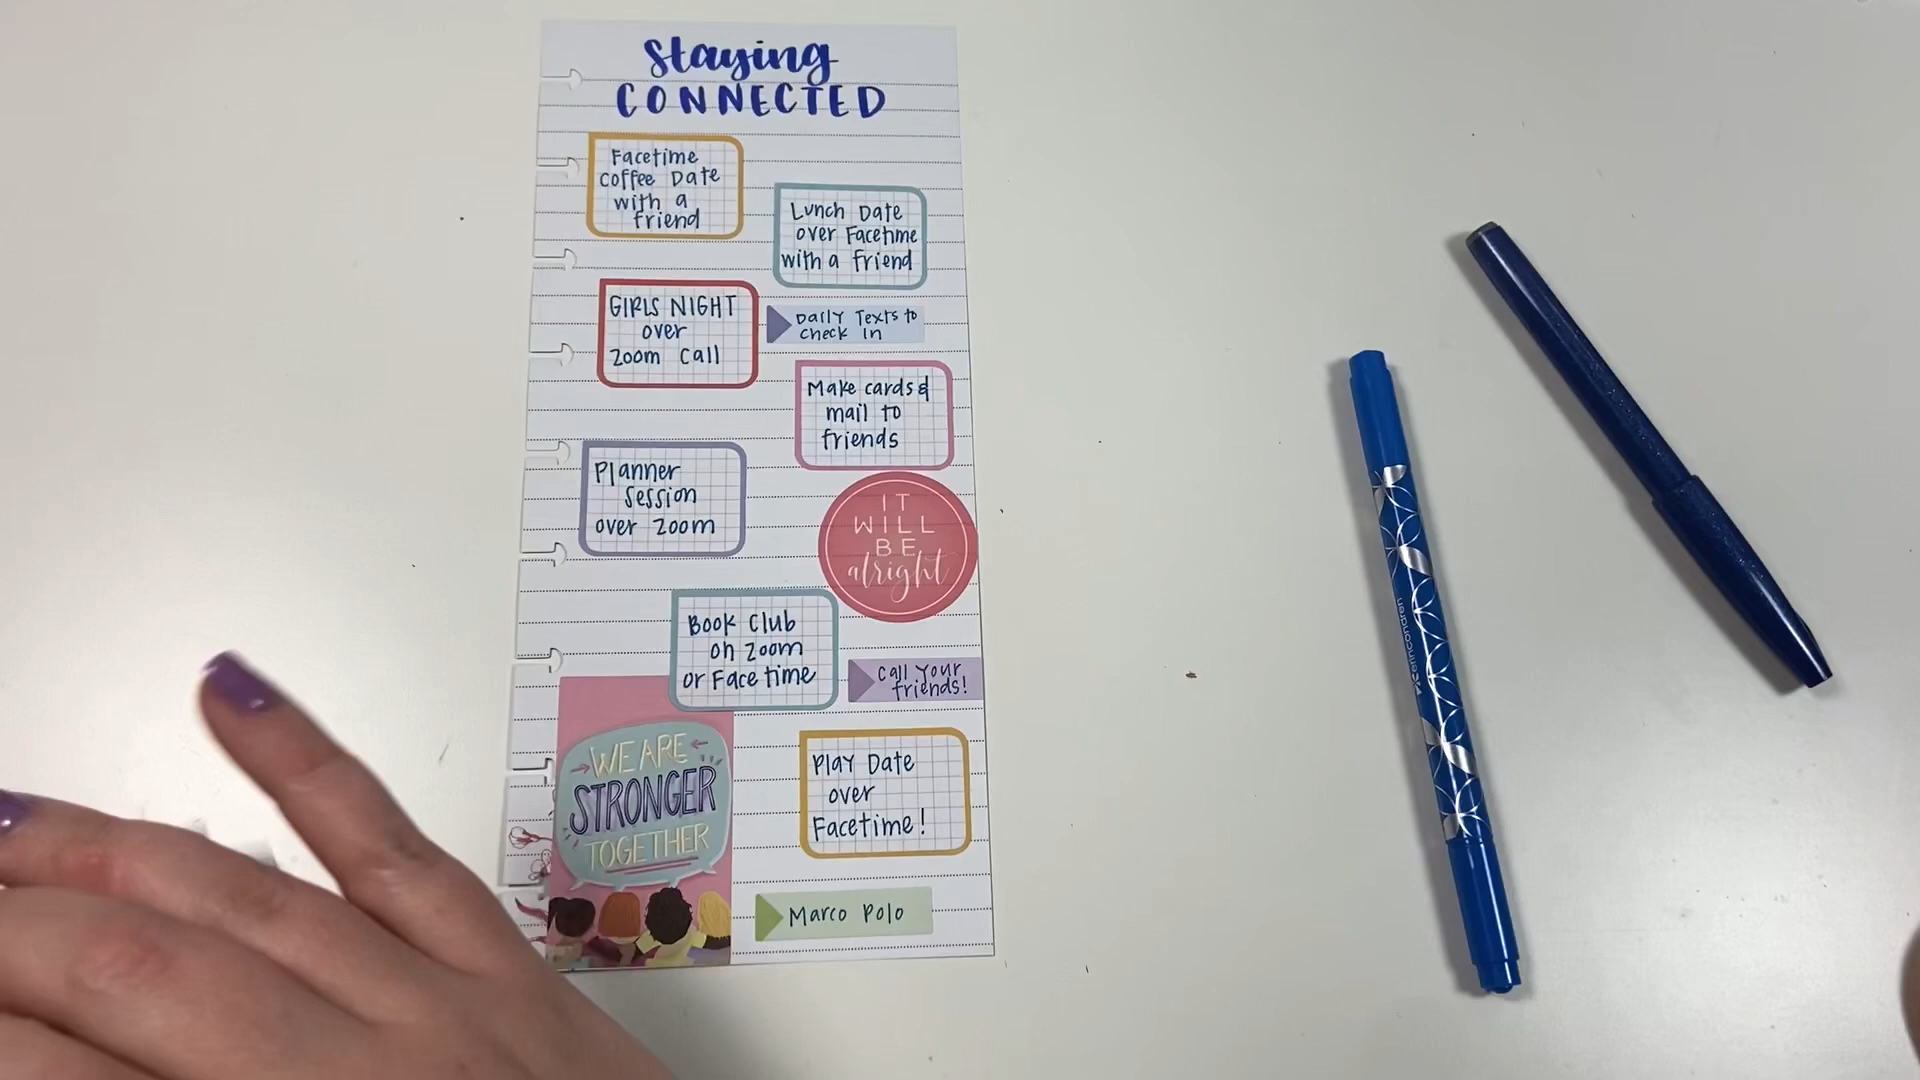 Staying
CONNECTED
Facetime
Coffee Date
with a
friend
Lunch Date
over Facetime
with a friend
GIRLS NIGHT
over
Zoom Call
Daily Texts to
Check In
Make cards &
mail to
friends
Planner
Session
over Zoom
IT
WILL
BE
alright
Book Club
on Zoom
or Facetime
Call Your
friends!
WE ARE
STRONGER
TOGETHER
Play Date
over
Facetime!
Marco Polo
erincondren